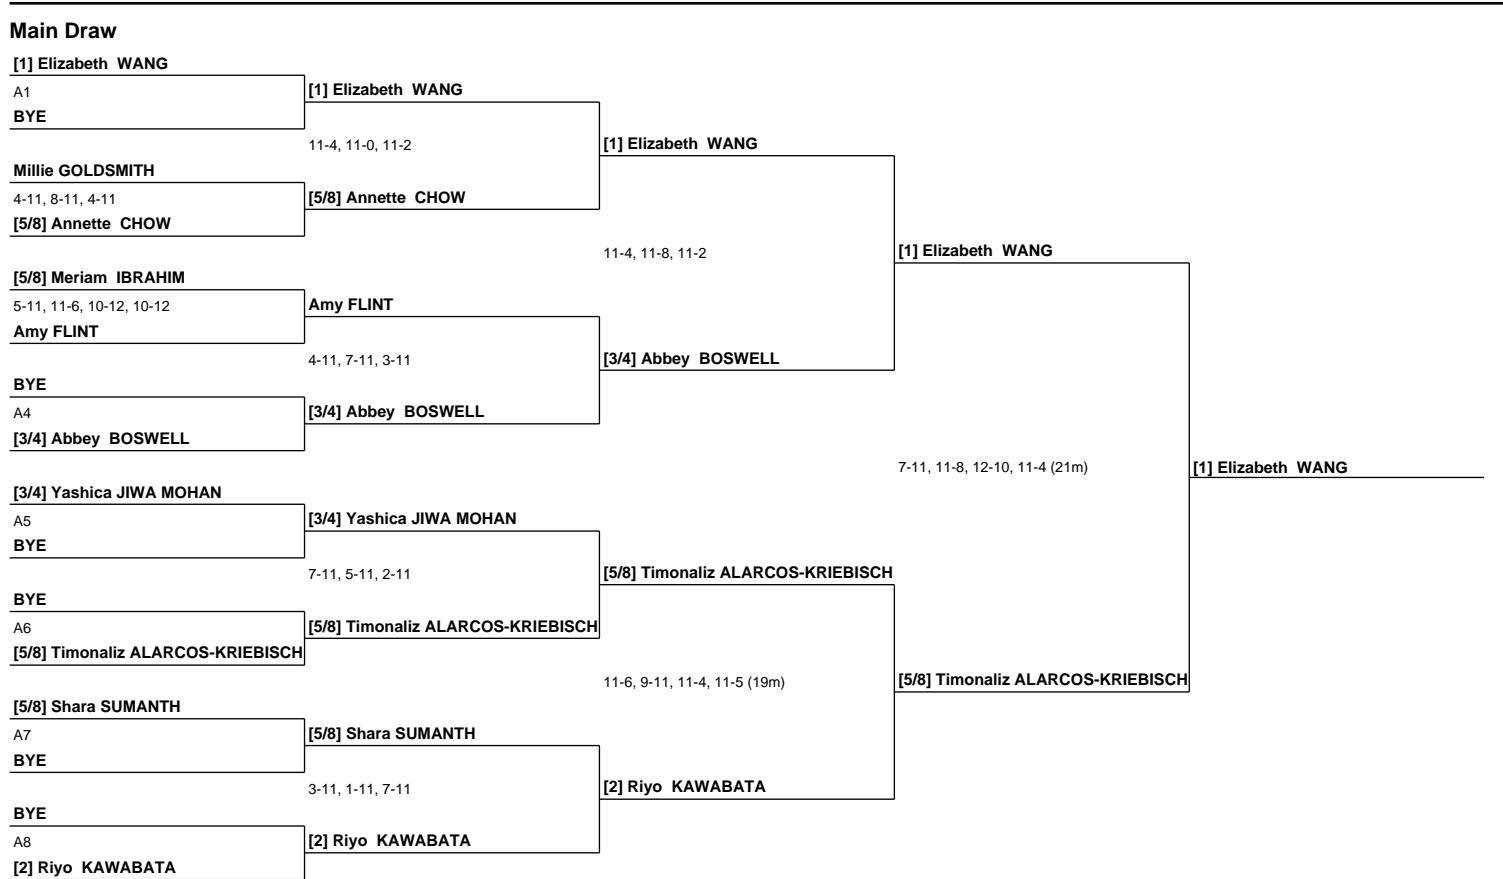 Main Draw
[1] Elizabeth WANG
A1
BYE
Millie GOLDSMITH
4-11, 8-11, 4-11
[5/8] Annette CHOW
[5/8] Meriam IBRAHIM
5-11, 11-6, 10-12, 10-12
Amy FLINT
BYE
A4
[3/4] Abbey BOSWELL
[3/4] Yashica JIWA MOHAN
A5
BYE
BYE
A6
[5/8] Timonaliz ALARCOS-KRIEBISCH
[5/8] Shara SUMANTH
A7
BYE
BYE
A8
[2] Riyo KAWABATA
[1] Elizabeth WANG
11-4, 11-0, 11-2
[5/8] Annette CHOW
Amy FLINT
4-11, 7-11, 3-11
[3/4] Abbey BOSWELL
[3/4] Yashica JIWA MOHAN
7-11, 5-11, 2-11
[5/8] Timonaliz ALARCOS-KRIEBISCH
[5/8] Shara SUMANTH
3-11, 1-11, 7-11
[2] Riyo KAWABATA
[1] Elizabeth WANG
11-4, 11-8, 11-2
[3/4] Abbey BOSWELL
[5/8] Timonaliz ALARCOS-KRIEBISCH
11-6, 9-11, 11-4, 11-5 (19m)
[2] Riyo KAWABATA
[1] Elizabeth WANG
7-11, 11-8, 12-10, 11-4 (21m)
[5/8] Timonaliz ALARCOS-KRIEBISCH
[1] Elizabeth WANG